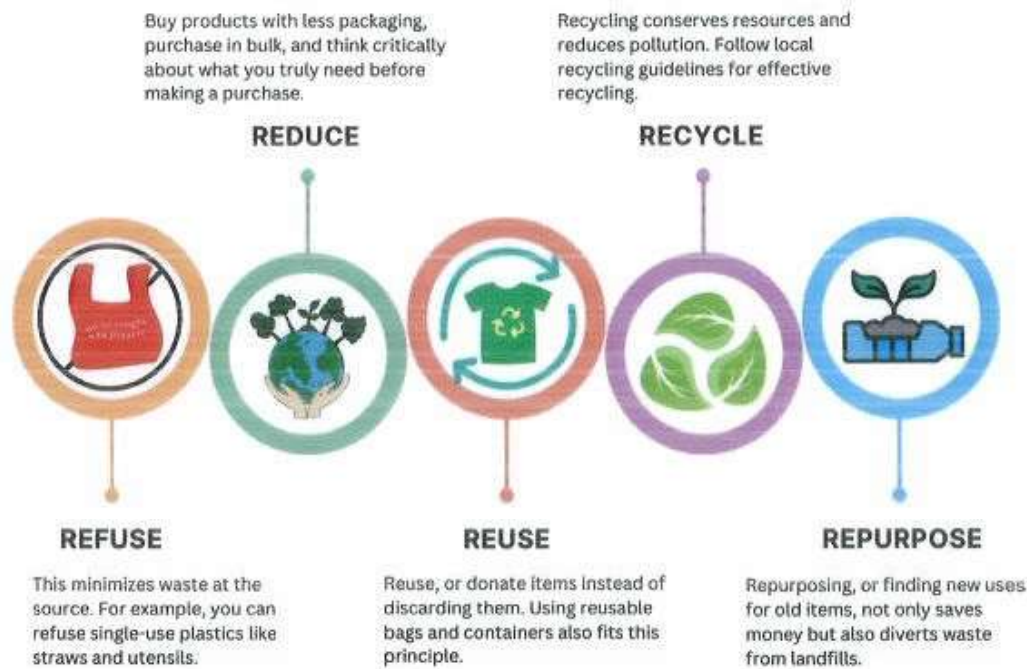 Buy products with less packaging,
purchase in bulk, and think critically
about what you truly need before
making a purchase.
REDUCE
Recycling conserves resources and
reduces pollution. Follow local
recycling guidelines for effective
recycling.
RECYCLE
REFUSE
This minimizes waste at the
source. For example, you can
refuse single-use plastics like
straws and utensils.
REUSE
Reuse, or donate items instead of
discarding them. Using reusable
bags and containers also fits this
principle.
REPURPOSE
Repurposing, or finding new uses
for old items, not only saves
money but also diverts waste
from landfills.